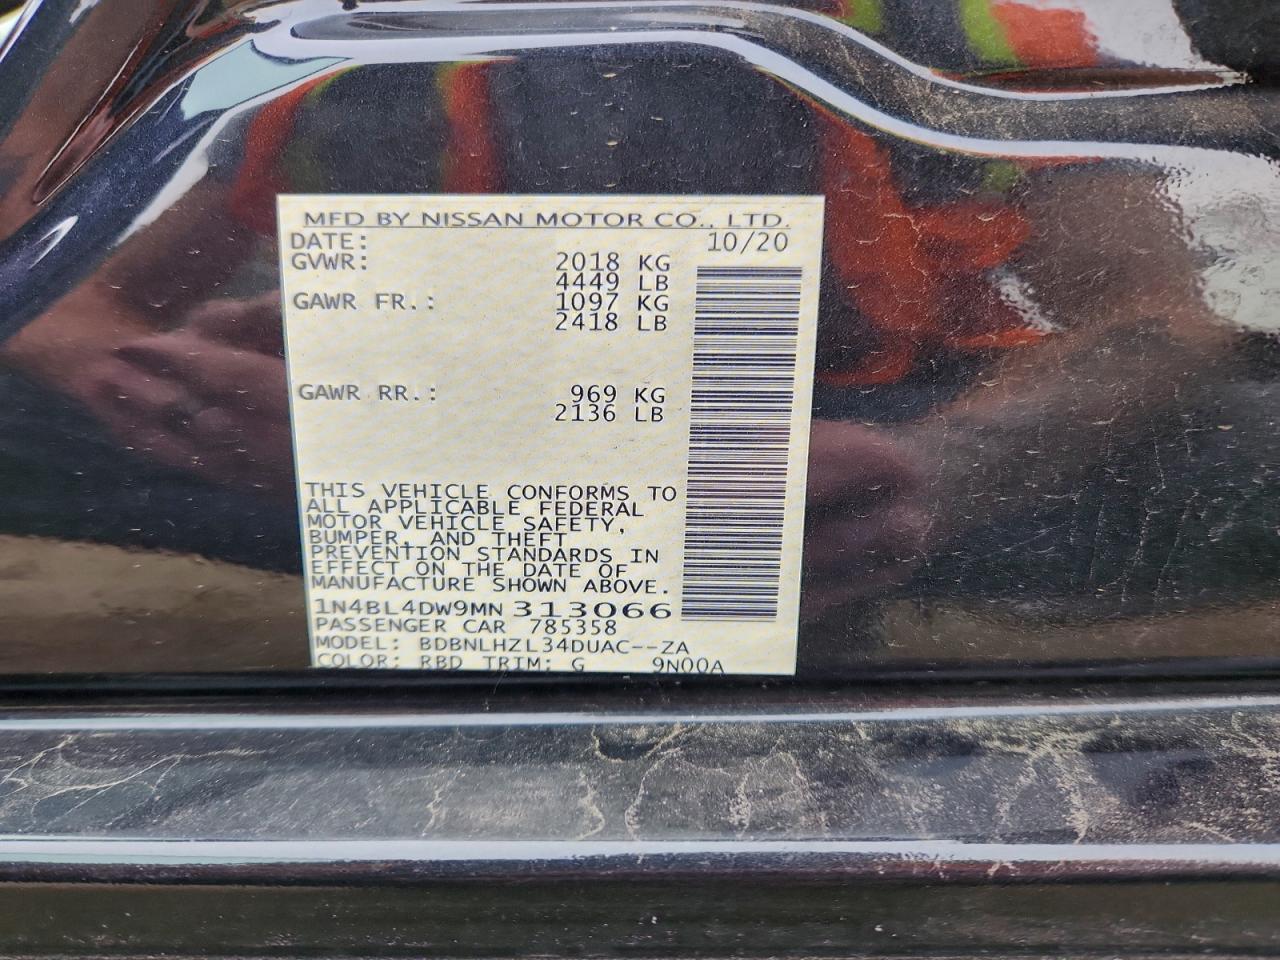 MFD BY NISSAN MOTOR CO., LTD.
DATE: 10/20
GVWR: 2018 KG
4449 LB
GAWR FR.: 1097 KG
2418 LB
GAWR RR.: 969 KG
2136 LB
THIS VEHICLE CONFORMS TO
ALL APPLICABLE FEDERAL
MOTOR VEHICLE SAFETY,
BUMPER, AND THEFT
PREVENTION STANDARDS IN
EFFECT ON THE DATE OF
MANUFACTURE SHOWN ABOVE.
1N4BL4DW9MN313066
PASSENGER CAR 785358
MODEL: BDBNLHZL34DUAC--ZA
COLOR: RBD TRIM: G 9N00A